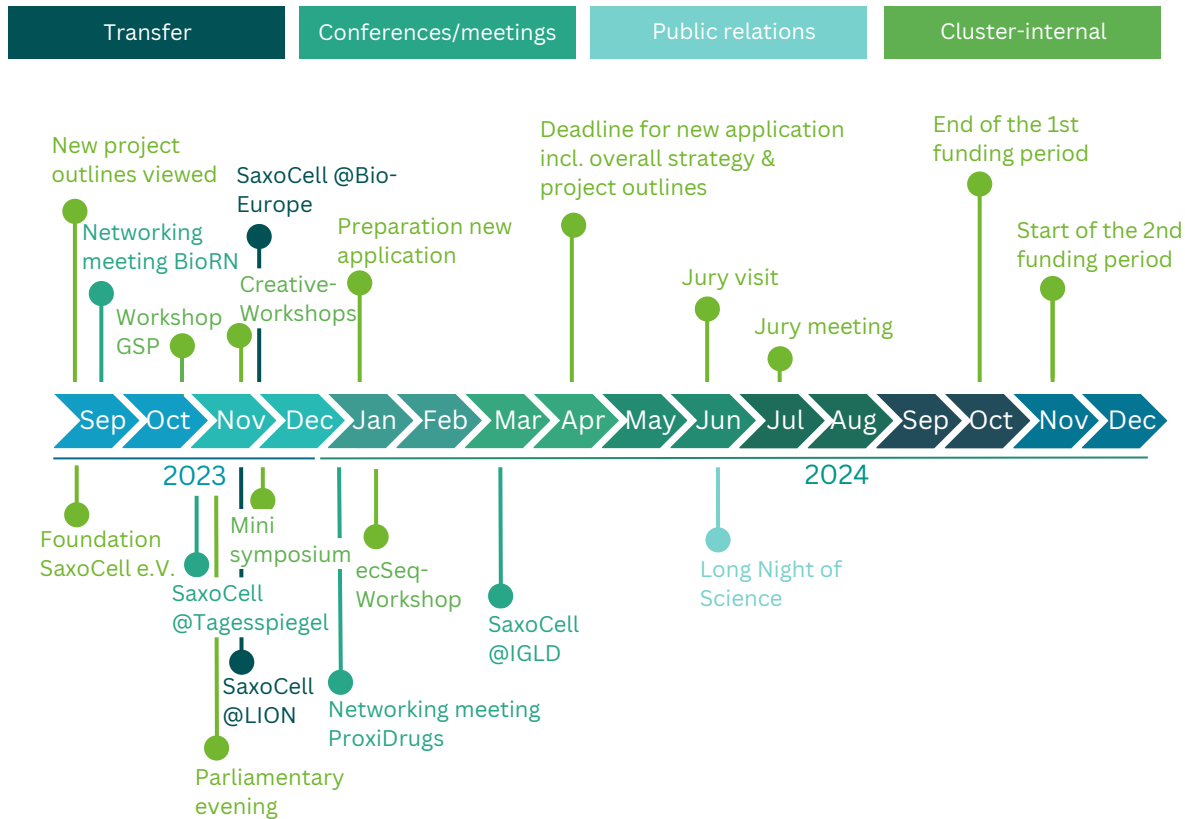 Transfer
Conferences/meetings
Public relations
Cluster-internal
New project
outlines viewed
Networking
meeting BioRN
Workshop
GSP
SaxoCell @Bio-
Europe
Creative-
Workshops
Preparation new
application
Deadline for new application
incl. overall strategy &
project outlines
Jury visit
Jury meeting
End of the 1st
funding period
Start of the 2nd
funding period
Sep Oct Nov Dec Jan Feb Mar Apr May Jun Jul Aug Sep Oct Nov Dec
2023
2024
Foundation
SaxoCell e.V.
SaxoCell
@Tagesspiegel
Mini
symposium
SaxoCell
@LION
Parliamentary
evening
ecSeq-
Workshop
Networking meeting
ProxiDrugs
SaxoCell
@IGLD
Long Night of
Science